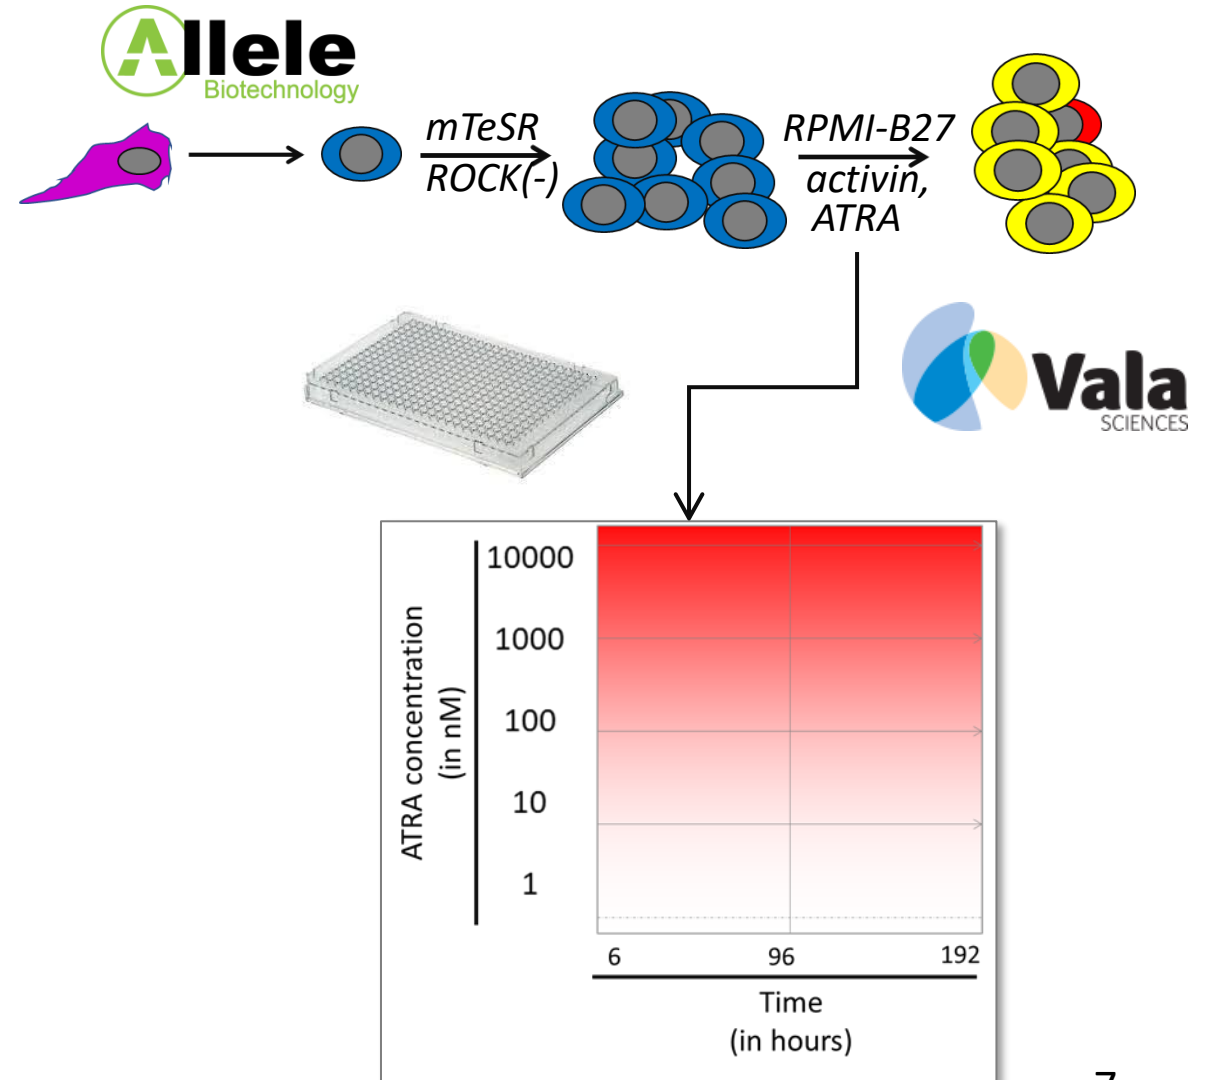 Allele
Biotechnology
mTeSR
ROCK(-)
RPMI-B27
activin,
ATRA
Vala
SCIENCES
ATRA concentration
(in nM)
10000
1000
100
10
1
6 96 192
Time
(in hours)